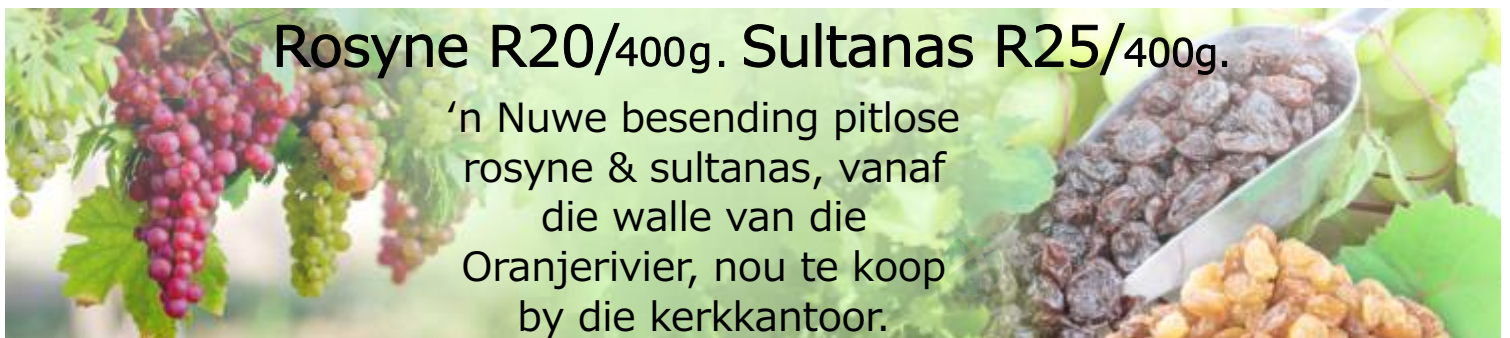 Rosyne R20/400g. Sultanas R25/400g.
‘n Nuwe besending pitlose
rosyne & sultanas, vanaf
die walle van die
Oranjerivier, nou te koop
by die kerkkantoor.